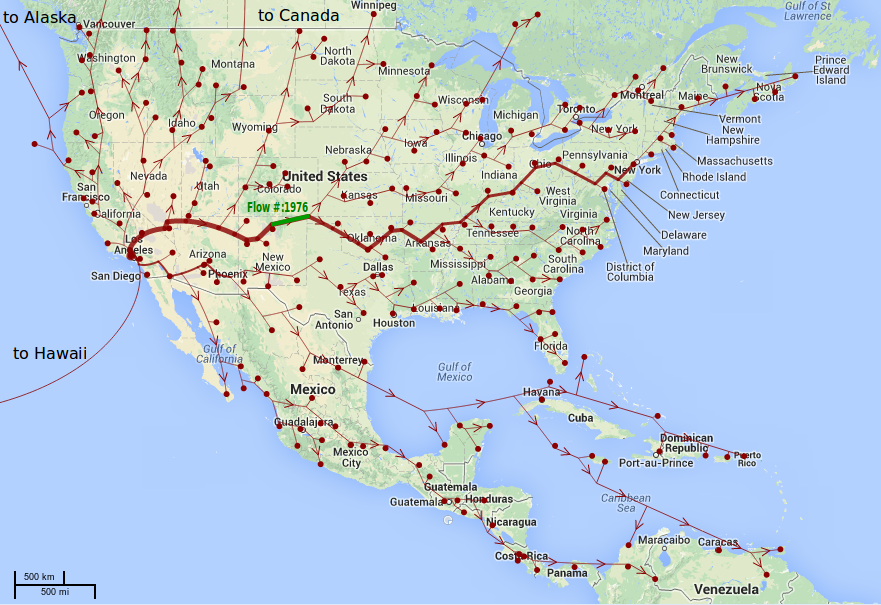 to Alaska
Vancouver
to Canada
Winnipeg
Gulf of St
Lawrence
Washington
Montana
North
Dakota
Minnesota
New
Brunswick
Prince
Edward
Island
Oregon
Idaho
Wyoming
South
Dakota
Wisconsin
Michigan
Toronto
Montreal
Maine
Nova
Scotia
Vermont
New
Hampshire
Nebraska
Iowa
Chicago
New York
Massachusetts
Rhode Island
Connecticut
New Jersey
Delaware
Maryland
District of
Columbia
Nevada
Utah
Colorado
United States
Kansas
Missouri
Illinois
Indiana
Ohio
Pennsylvania
New York
West
Virginia
Virginia
Kentucky
San
Francisco
California
Flow #:1976
Los
Angeles
Arizona
Phoenix
San Diego
New
Mexico
Oklahoma
Arkansas
Tennessee
North
Carolina
South
Carolina
Dallas
Mississippi
Alabama
Georgia
Texas
San
Antonio
Houston
Louisiana
Florida
to Hawaii
Gulf of
California
Monterrey
Mexico
Gulf of
Mexico
Havana
Cuba
Guadalajara
Mexico
City
Dominican
Republic
Port-au-Prince
Puerto
Rico
Guatemala
Guatemala
Honduras
Nicaragua
Caribbean
Sea
Costa Rica
Panama
Maracaibo
Caracas
Venezuela
500 km
500 mi